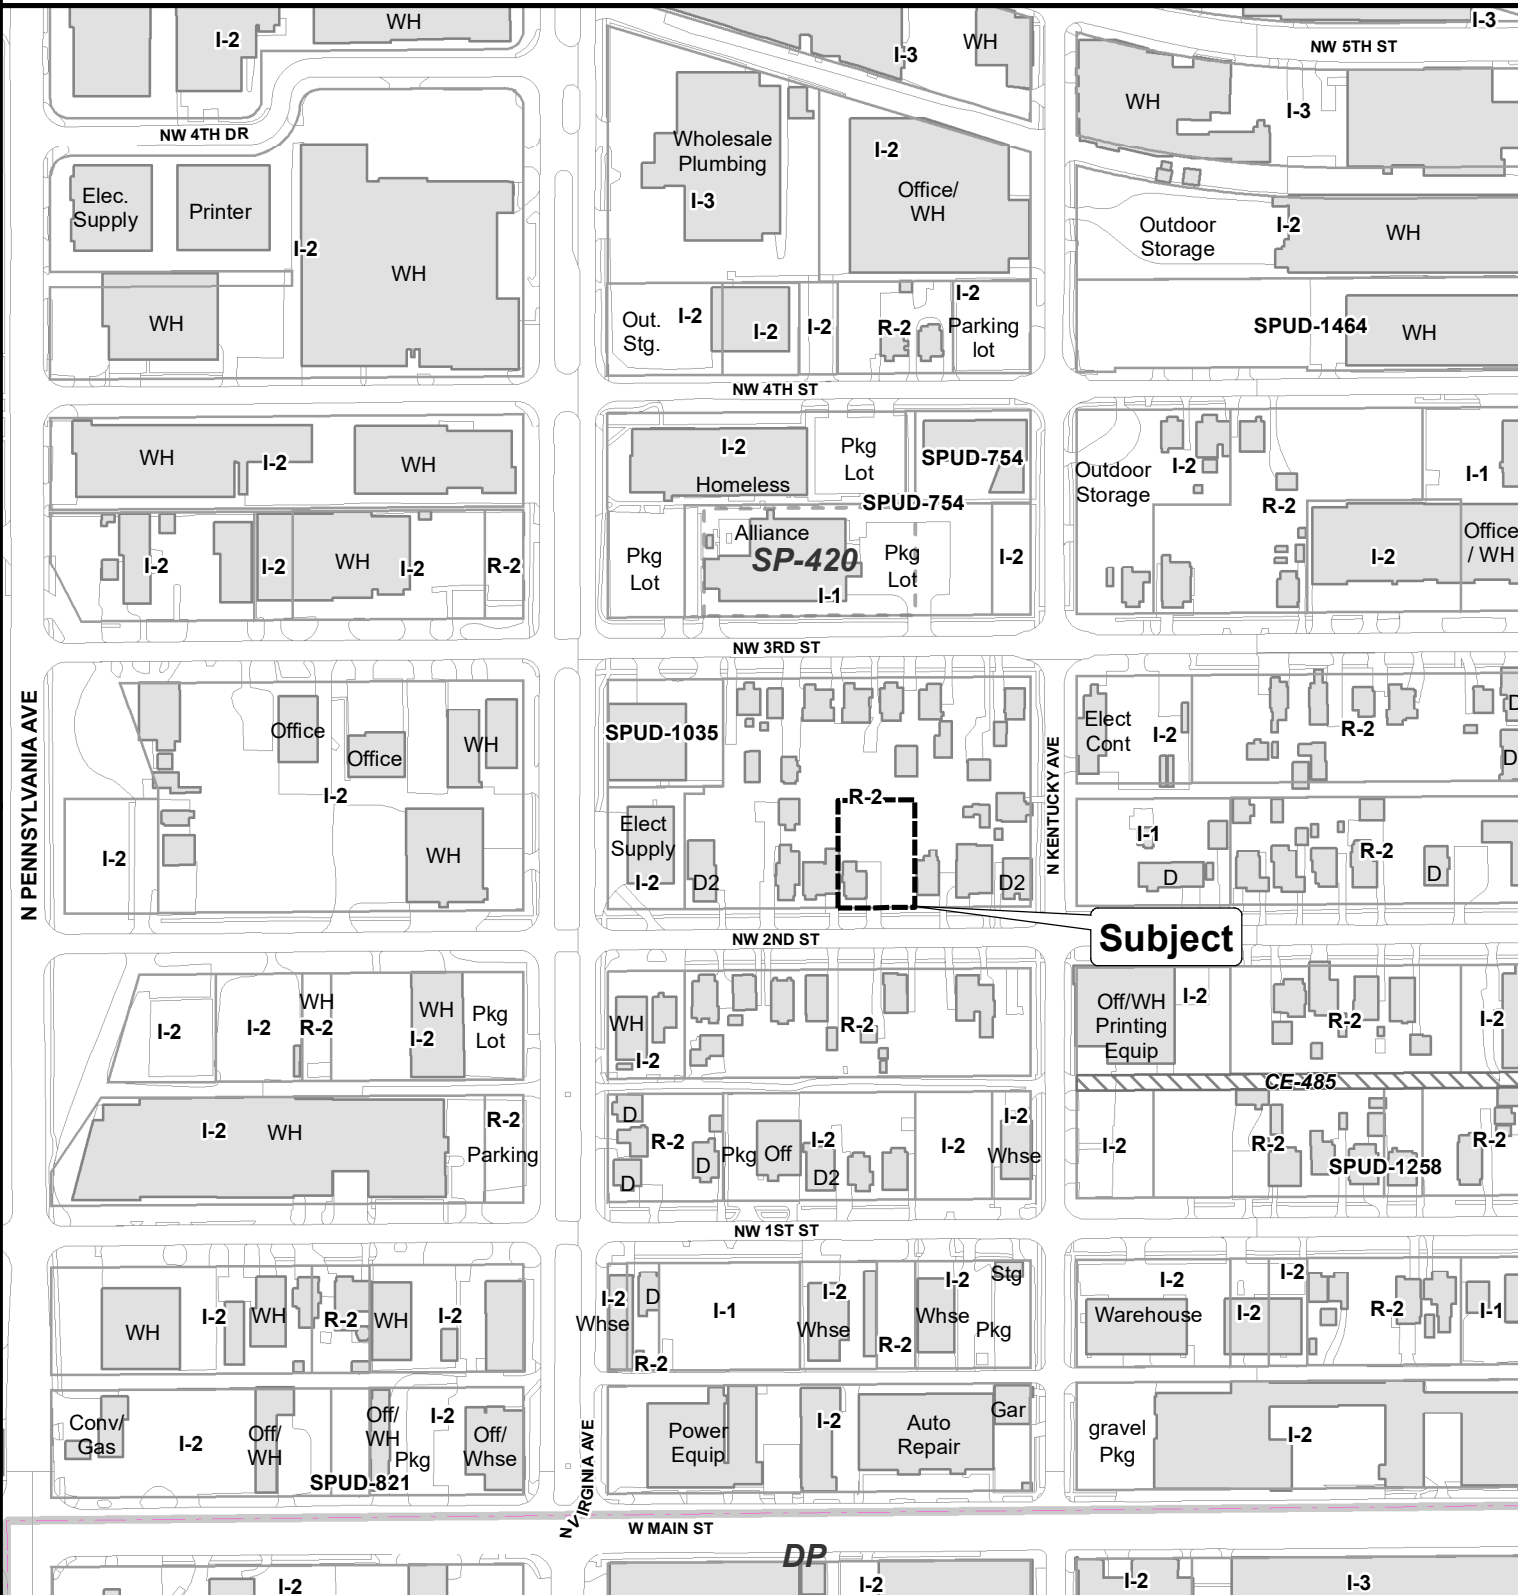 WH
I-2
I-3
WH
I-3
NW 5TH ST
WH
I-3
NW 4TH DR
Wholesale
Plumbing
I-3
I-2
Office/
WH
Elec.
Supply
Printer
I-2
WH
WH
Outdoor
Storage
I-2
WH
Out.
Stg.
I-2
I-2
I-2
R-2
I-2
Parking
lot
SPUD-1464
WH
NW 4TH ST
WH
I-2
WH
I-2
Homeless
Pkg
Lot
SPUD-754
SPUD-754
Outdoor
Storage
I-2
R-2
I-1
I-2
I-2
WH
I-2
R-2
Pkg
Lot
Alliance
SP-420
I-1
Pkg
Lot
I-2
I-2
Office
/ WH
NW 3RD ST
N PENNSYLVANIA AVE
Office
Office
WH
I-2
I-2
WH
SPUD-1035
R-2
Elect
Supply
I-2
D2
D2
N KENTUCKY AVE
Elect
Cont
I-2
R-2
D
D
I-1
D
R-2
D
NW 2ND ST
Subject
I-2
I-2
WH
R-2
WH
I-2
Pkg
Lot
WH
I-2
R-2
Off/WH
Printing
Equip
I-2
R-2
I-2
CE-485
I-2
WH
R-2
Parking
D
R-2
D
D
Pkg
Off
I-2
D2
I-2
I-2
Whse
I-2
R-2
SPUD-1258
R-2
NW 1ST ST
WH
I-2
WH
R-2
WH
I-2
I-2
Whse
D
R-2
I-1
I-2
Whse
R-2
I-2
Whse
Stg
Pkg
I-2
Warehouse
I-2
I-2
R-2
I-1
Conv/
Gas
I-2
Off/
WH
Off/
WH
Pkg
SPUD-821
I-2
Off/
Whse
N VIRGINIA AVE
Power
Equip
I-2
Auto
Repair
Gar
gravel
Pkg
I-2
W MAIN ST
DP
I-2
I-2
I-2
I-3